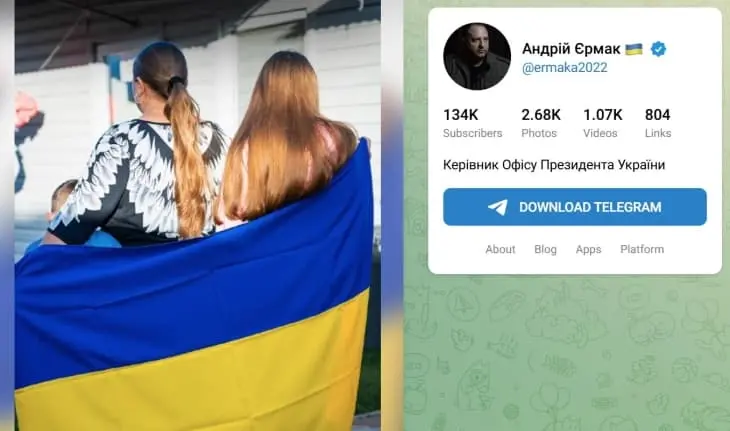 Андрій Єрмак
@ermaka2022
134K 2.68K 1.07K 804
Subscribers Photos Videos Links
Керівник Офісу Президента України
DOWNLOAD TELEGRAM
About Blog Apps Platform